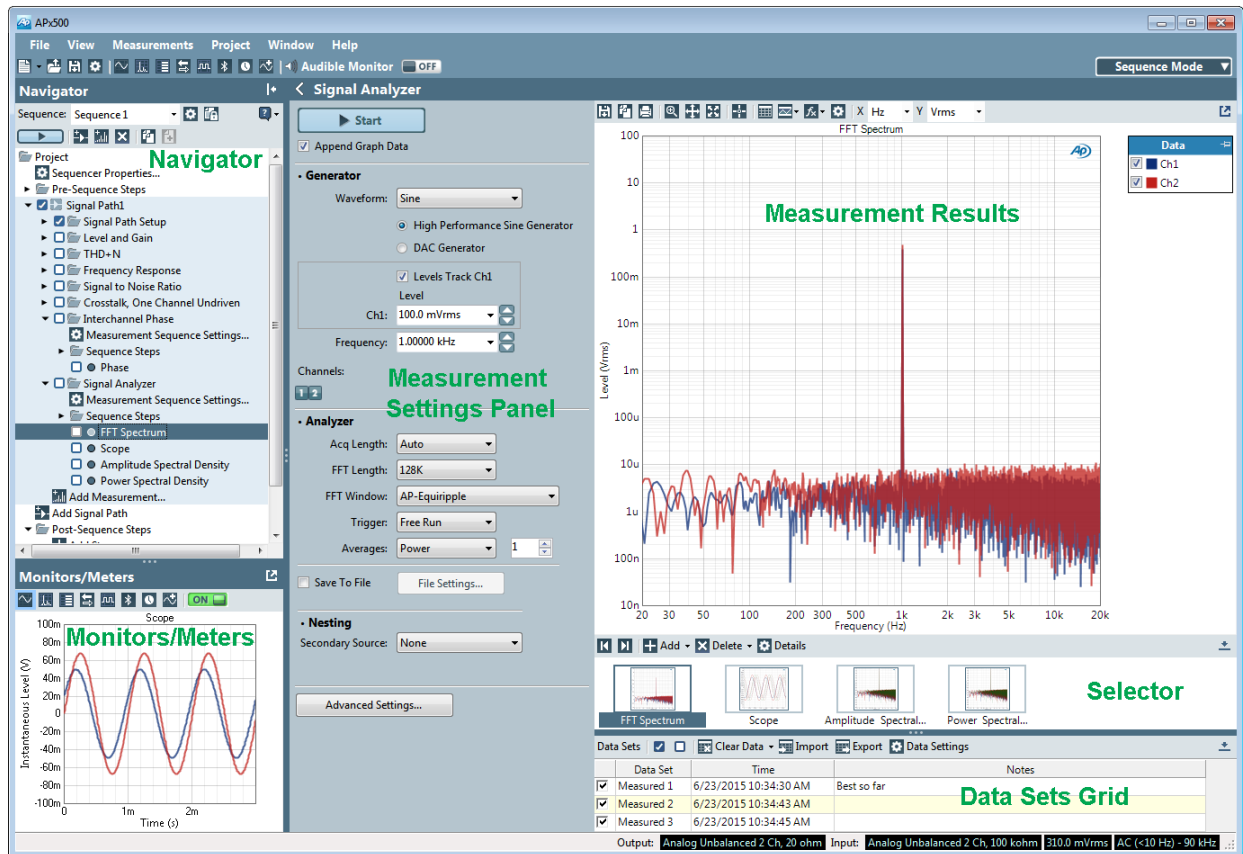 APx500
File View Measurements Project Window Help
Audible Monitor OFF
Sequence Mode
Navigator
Sequence: Sequence 1
Navigator
Project
Sequencer Properties...
Pre-Sequence Steps
Signal Path1
Signal Path Setup
Level and Gain
THD+N
Frequency Response
Signal to Noise Ratio
Crosstalk, One Channel Undriven
Interchannel Phase
Measurement Sequence Settings...
Sequence Steps
Phase
Signal Analyzer
Measurement Sequence Settings...
Sequence Steps
FFT Spectrum
Scope
Amplitude Spectral Density
Power Spectral Density
Add Measurement...
Add Signal Path
Post-Sequence Steps
Monitors/Meters
ON
Scope
Monitors/Meters
100m
80m
60m
40m
20m
0
-20m
-40m
-60m
-80m
-100m
Instantaneous Level (V)
0 1m 2m
Time (s)
Signal Analyzer
Start
Append Graph Data
Generator
Waveform: Sine
High Performance Sine Generator
DAC Generator
Levels Track Ch1
Level
Ch1: 100.0 mVrms
Frequency: 1.00000 kHz
Channels:
1 2
Measurement
Settings Panel
Analyzer
Acq Length: Auto
FFT Length: 128K
FFT Window: AP-Equiripple
Trigger: Free Run
Averages: Power 1
Save To File File Settings...
Nesting
Secondary Source: None
Advanced Settings...
X Hz Y Vrms
FFT Spectrum
AP
Measurement Results
100
10
1
100m
10m
1m
100u
10u
1u
100n
10n
Level (Vrms)
20 30 50 100 200 300 500 1k 2k 3k 5k 10k 20k
Frequency (Hz)
Data
Ch1
Ch2
Add Delete Details
FFT Spectrum Scope Amplitude Spectral... Power Spectral...
Selector
Data Sets Clear Data Import Export Data Settings
Data Set Time Notes
Measured 1 6/23/2015 10:34:30 AM Best so far
Measured 2 6/23/2015 10:34:43 AM
Measured 3 6/23/2015 10:34:45 AM
Data Sets Grid
Output: Analog Unbalanced 2 Ch, 20 ohm Input: Analog Unbalanced 2 Ch, 100 kohm 310.0 mVrms AC (<10 Hz) - 90 kHz